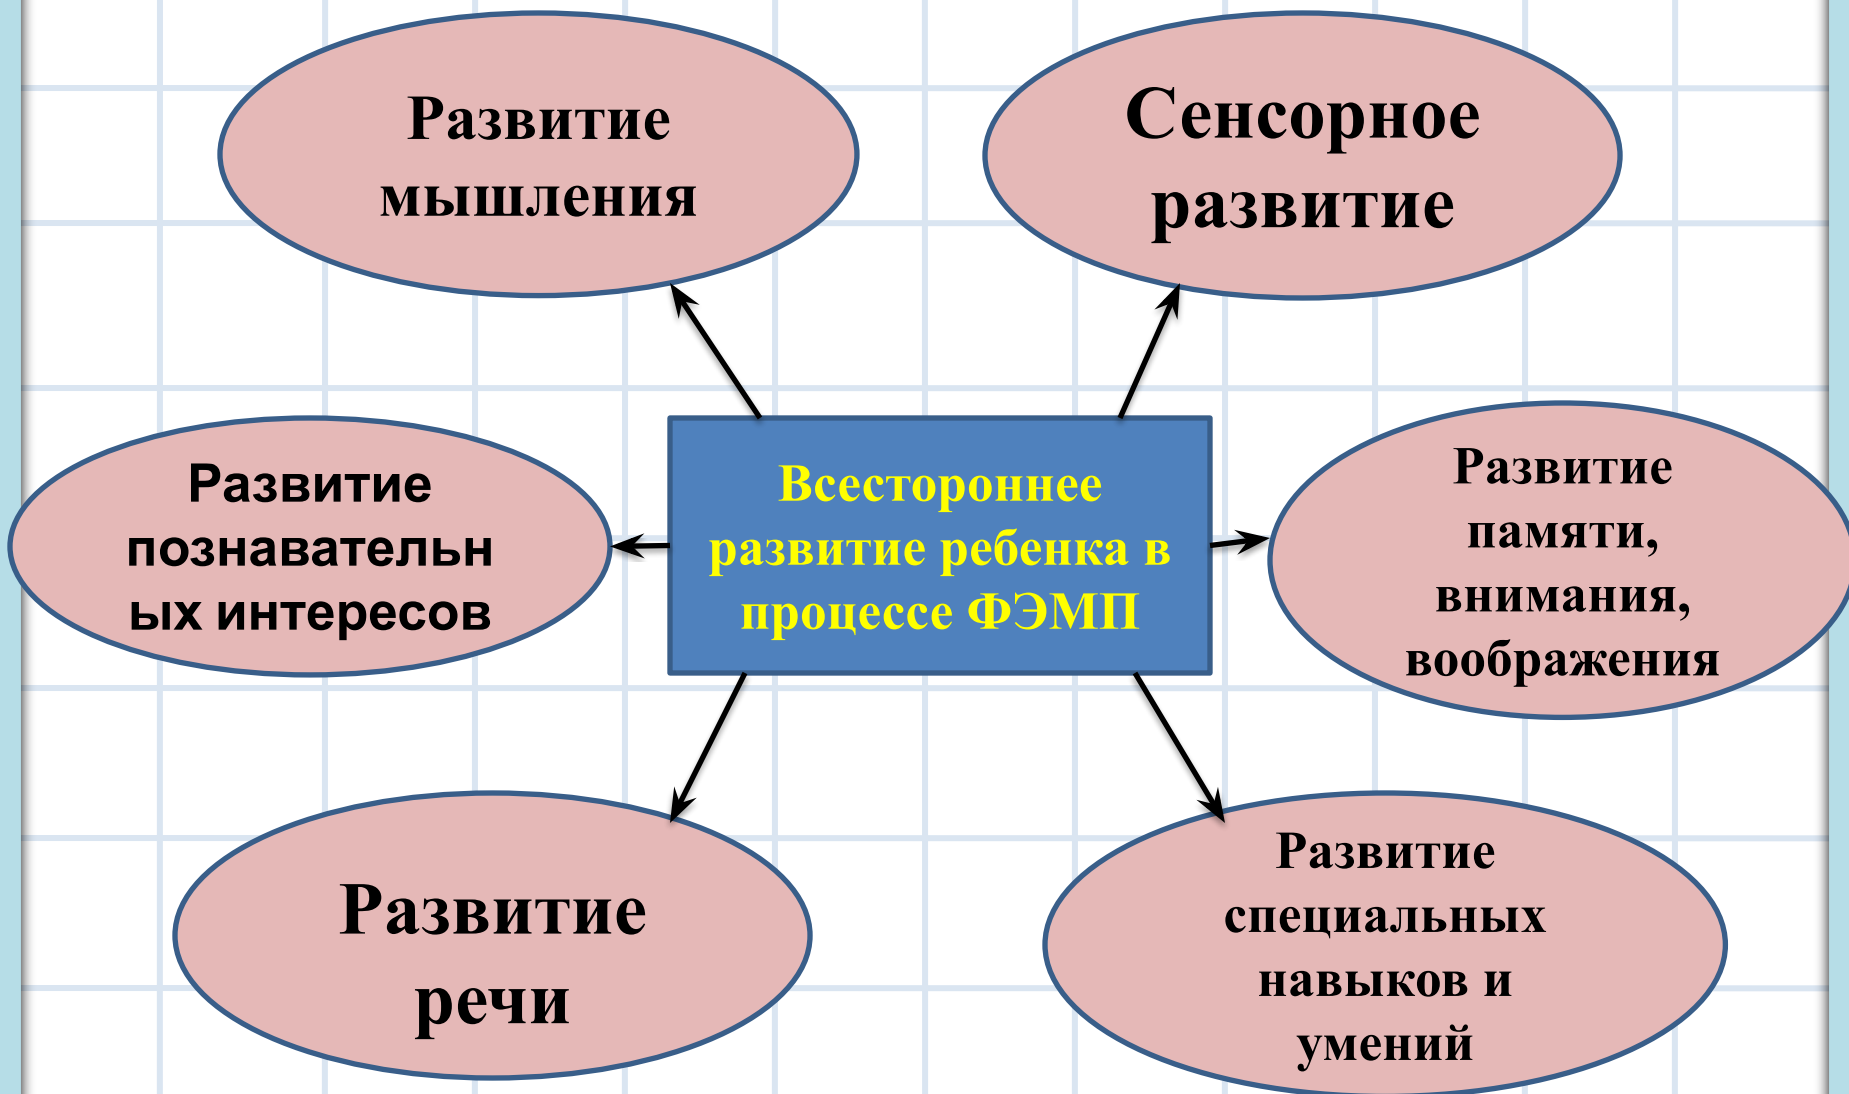 Развитие
мышления
Сенсорное
развитие
Развитие
познавательн
ых интересов
Всестороннее
развитие ребенка в
процессе ФЭМП
Развитие
памяти,
внимания,
воображения
Развитие
речи
Развитие
специальных
навыков и
умений